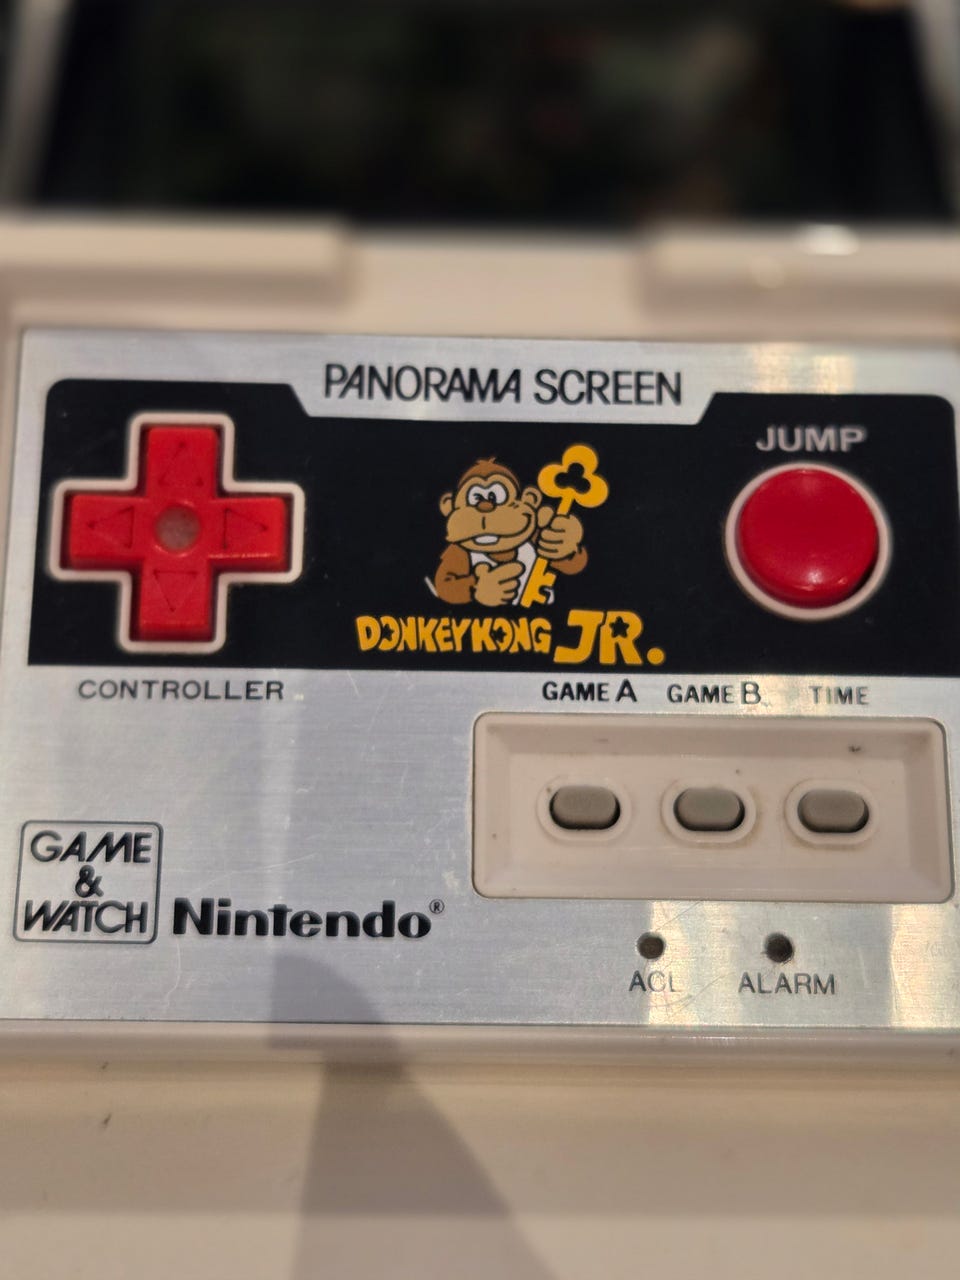 PANORAMA SCREEN
JUMP
DONKEY KONG JR.
CONTROLLER
GAME A GAME B TIME
GAME
&
WATCH
Nintendo®
ACL ALARM